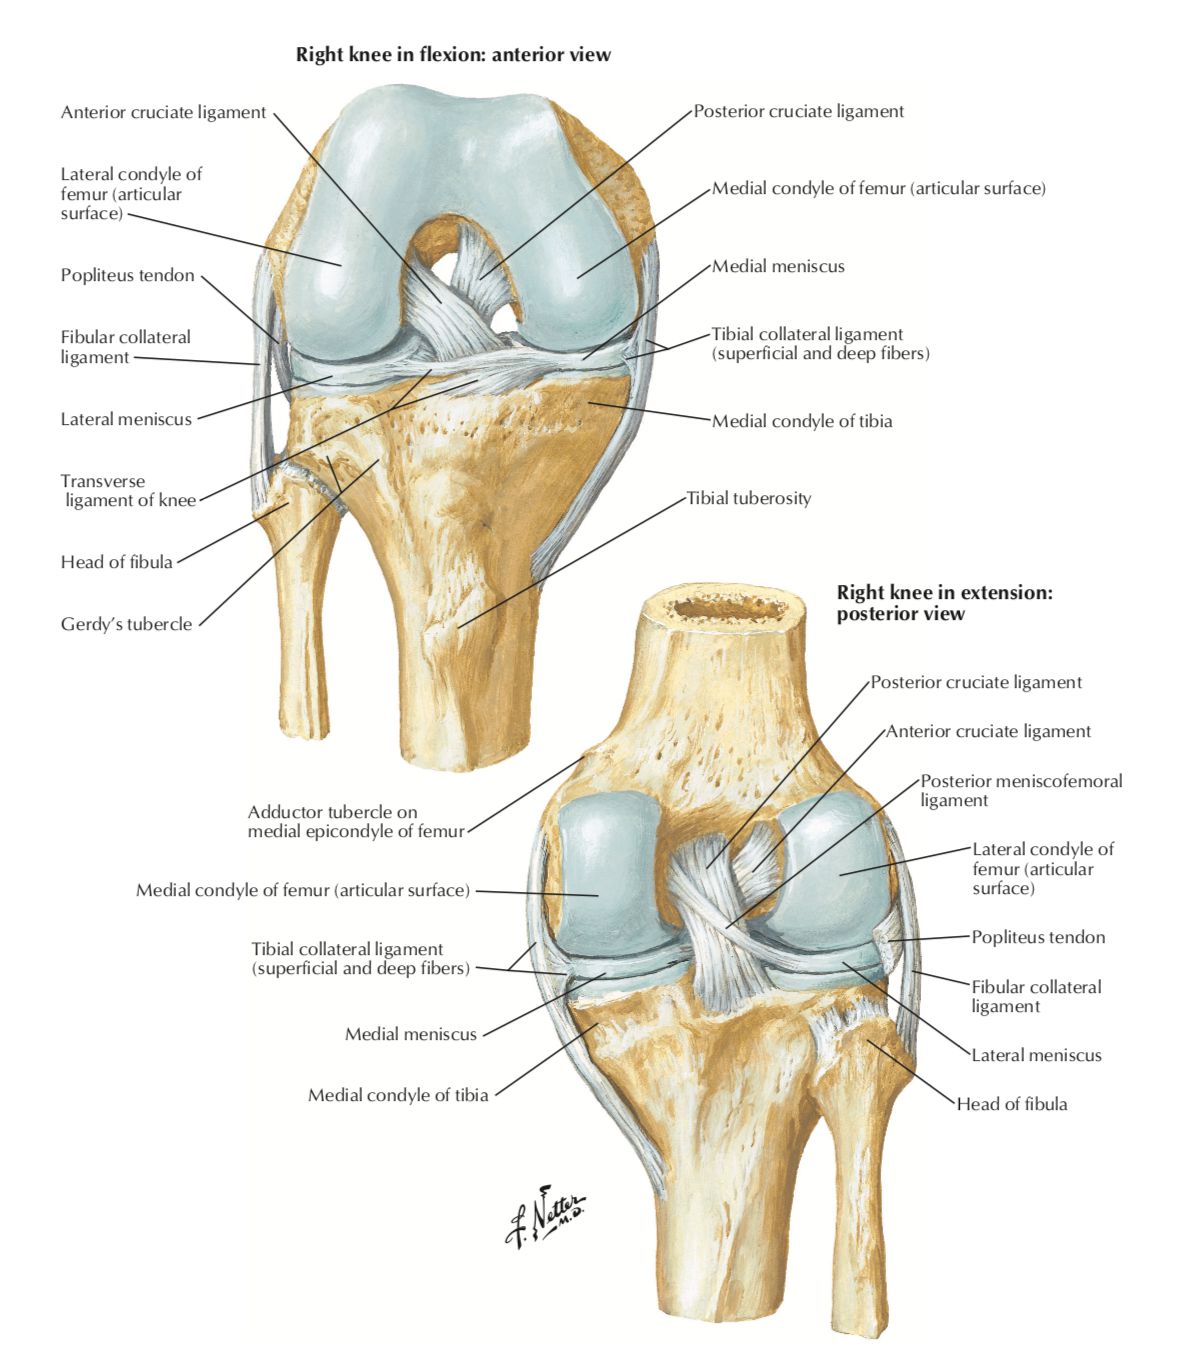 Right knee in flexion: anterior view
Anterior cruciate ligament
Posterior cruciate ligament
Lateral condyle of
femur (articular
surface)
Medial condyle of femur (articular surface)
Popliteus tendon
Medial meniscus
Fibular collateral
ligament
Tibial collateral ligament
(superficial and deep fibers)
Lateral meniscus
Medial condyle of tibia
Transverse
ligament of knee
Tibial tuberosity
Head of fibula
Gerdy's tubercle
Right knee in extension:
posterior view
Posterior cruciate ligament
Anterior cruciate ligament
Posterior meniscofemoral
ligament
Adductor tubercle on
medial epicondyle of femur
Lateral condyle of
femur (articular
surface)
Medial condyle of femur (articular surface)
Popliteus tendon
Tibial collateral ligament
(superficial and deep fibers)
Fibular collateral
ligament
Medial meniscus
Lateral meniscus
Medial condyle of tibia
Head of fibula
F. Netter
M.D.